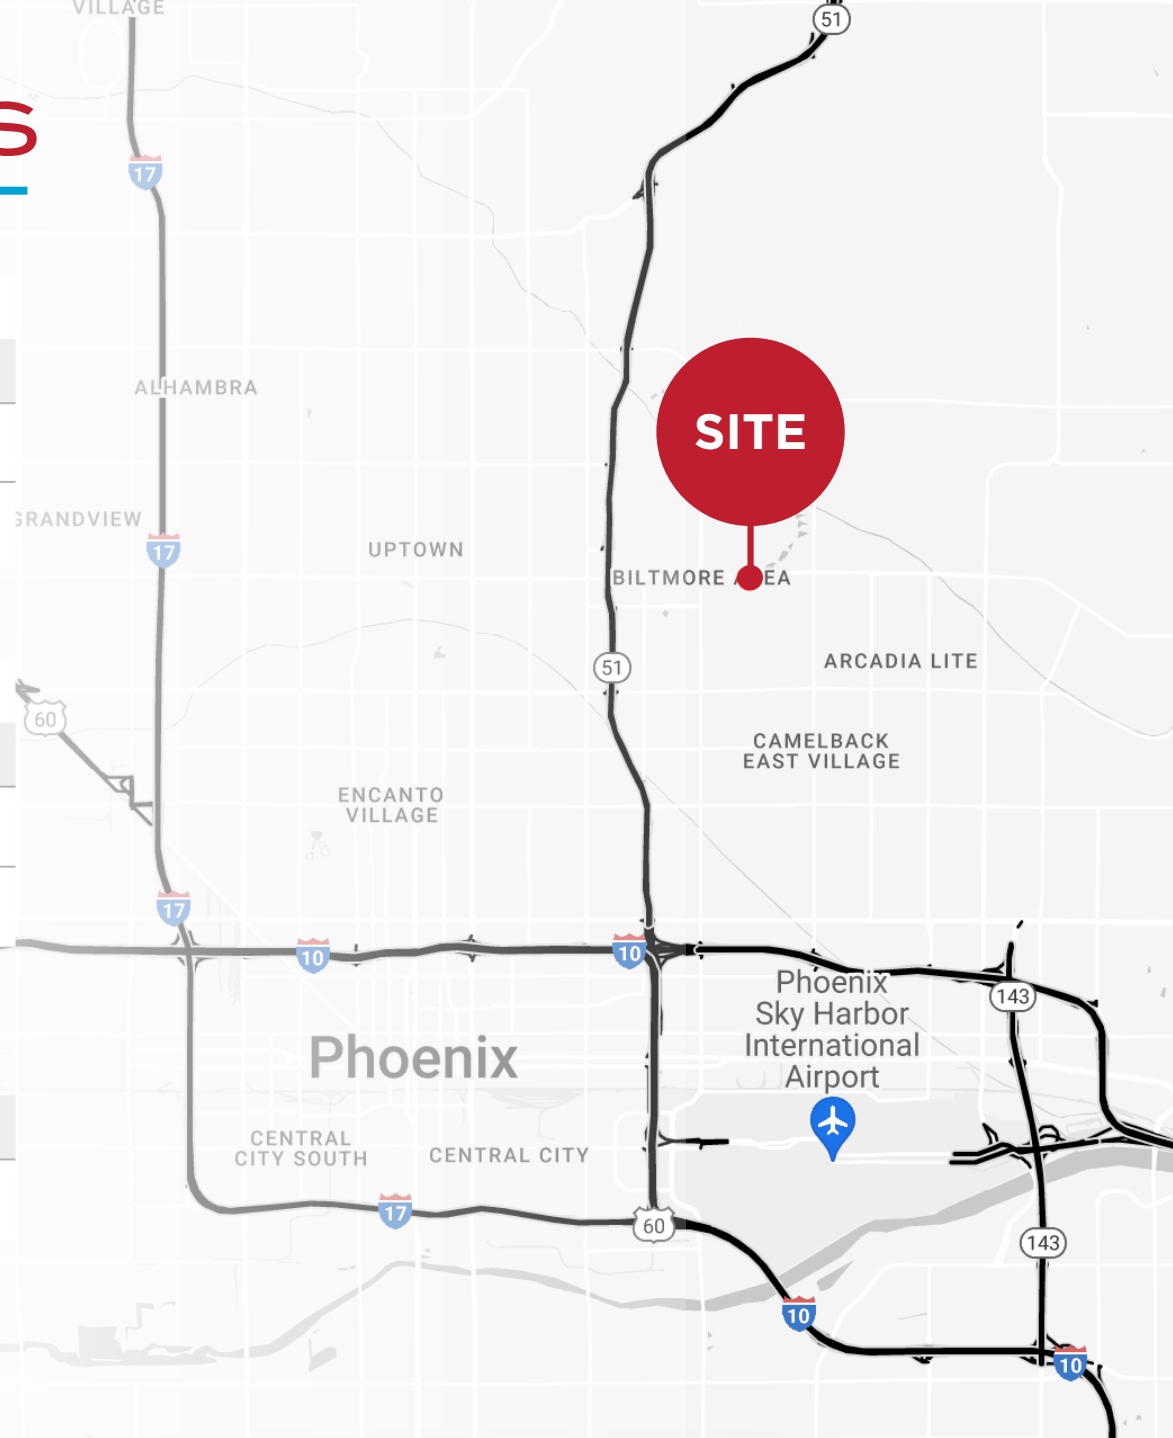 VILLAGE
51
S
17
ALHAMBRA
SITE
GRANDVIEW
17
UPTOWN
BILTMORE A EA
51
ARCADIA LITE
60
CAMELBACK
EAST VILLAGE
ENCANTO
VILLAGE
17
10
10
143
Phoenix
Sky Harbor
International
Airport
Phoenix
CENTRAL
CITY SOUTH
CENTRAL CITY
17
60
143
10
10